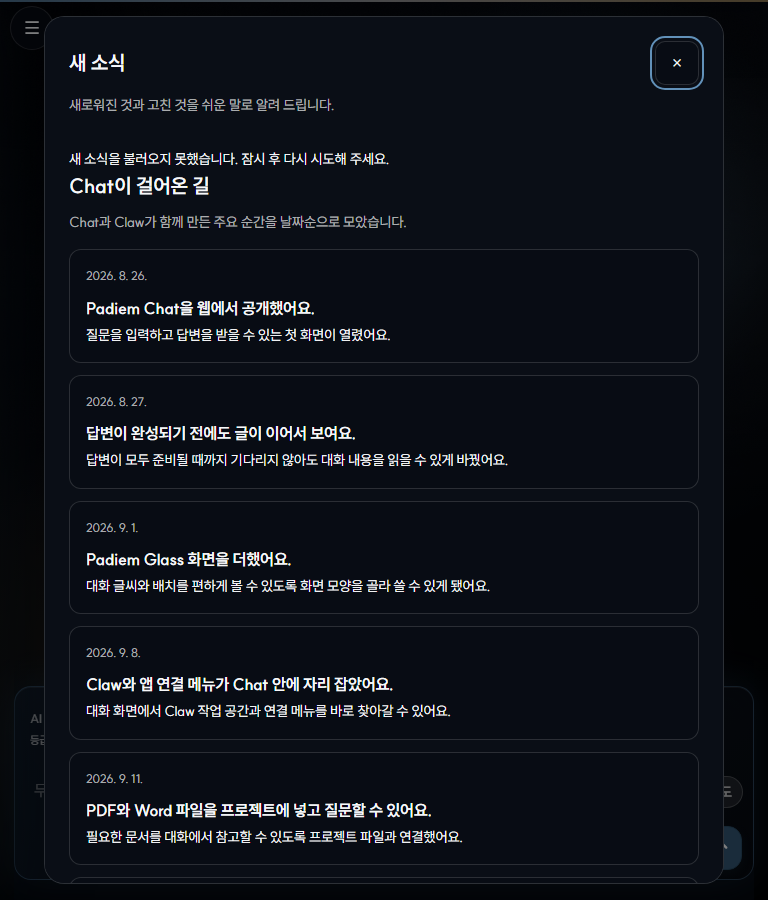 새 소식
×
새로워진 것과 고친 것을 쉬운 말로 알려 드립니다.
새 소식을 불러오지 못했습니다. 잠시 후 다시 시도해 주세요.
Chat이 걸어온 길
Chat과 Claw가 함께 만든 주요 순간을 날짜순으로 모았습니다.
2026. 8. 26.
Padiem Chat을 웹에서 공개했어요.
질문을 입력하고 답변을 받을 수 있는 첫 화면이 열렸어요.
2026. 8. 27.
답변이 완성되기 전에도 글이 이어서 보여요.
답변이 모두 준비될 때까지 기다리지 않아도 대화 내용을 읽을 수 있게 바꿨어요.
2026. 9. 1.
Padiem Glass 화면을 더했어요.
대화 글씨와 배치를 편하게 볼 수 있도록 화면 모양을 골라 쓸 수 있게 됐어요.
2026. 9. 8.
Claw와 앱 연결 메뉴가 Chat 안에 자리 잡았어요.
대화 화면에서 Claw 작업 공간과 연결 메뉴를 바로 찾아갈 수 있어요.
AI
등급
2026. 9. 11.
PDF와 Word 파일을 프로젝트에 넣고 질문할 수 있어요.
필요한 문서를 대화에서 참고할 수 있도록 프로젝트 파일과 연결했어요.